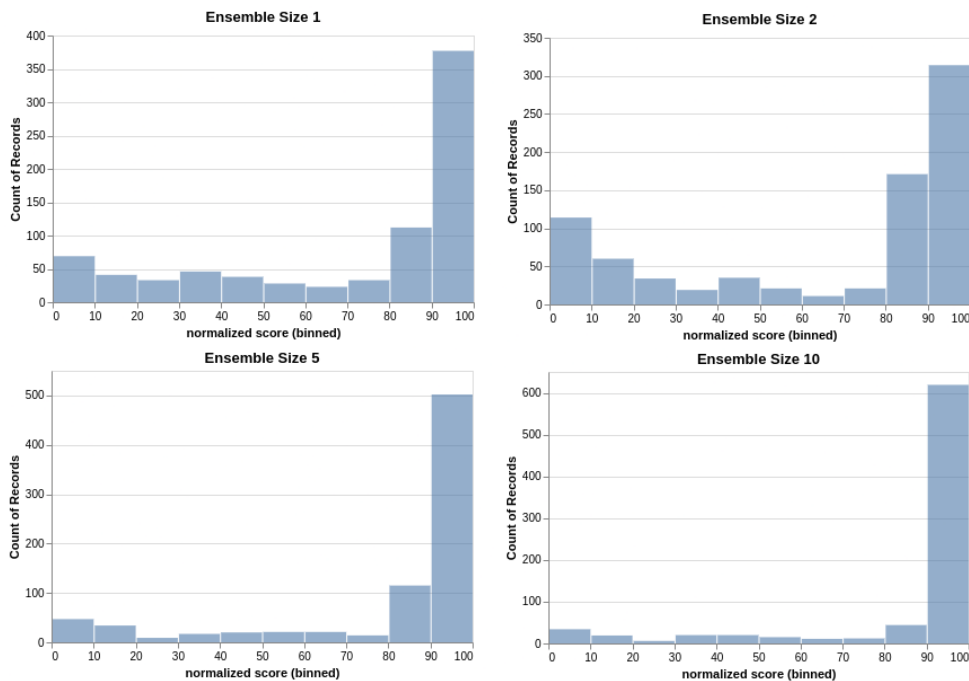 Ensemble Size 1
400
350
300
250
200
150
100
50
0
Count of Records
0 10 20 30 40 50 60 70 80 90 100
normalized score (binned)
Ensemble Size 2
350
300
250
200
150
100
50
0
Count of Records
0 10 20 30 40 50 60 70 80 90 100
normalized score (binned)
Ensemble Size 5
500
400
300
200
100
0
Count of Records
0 10 20 30 40 50 60 70 80 90 100
normalized score (binned)
Ensemble Size 10
600
500
400
300
200
100
0
Count of Records
0 10 20 30 40 50 60 70 80 90 100
normalized score (binned)